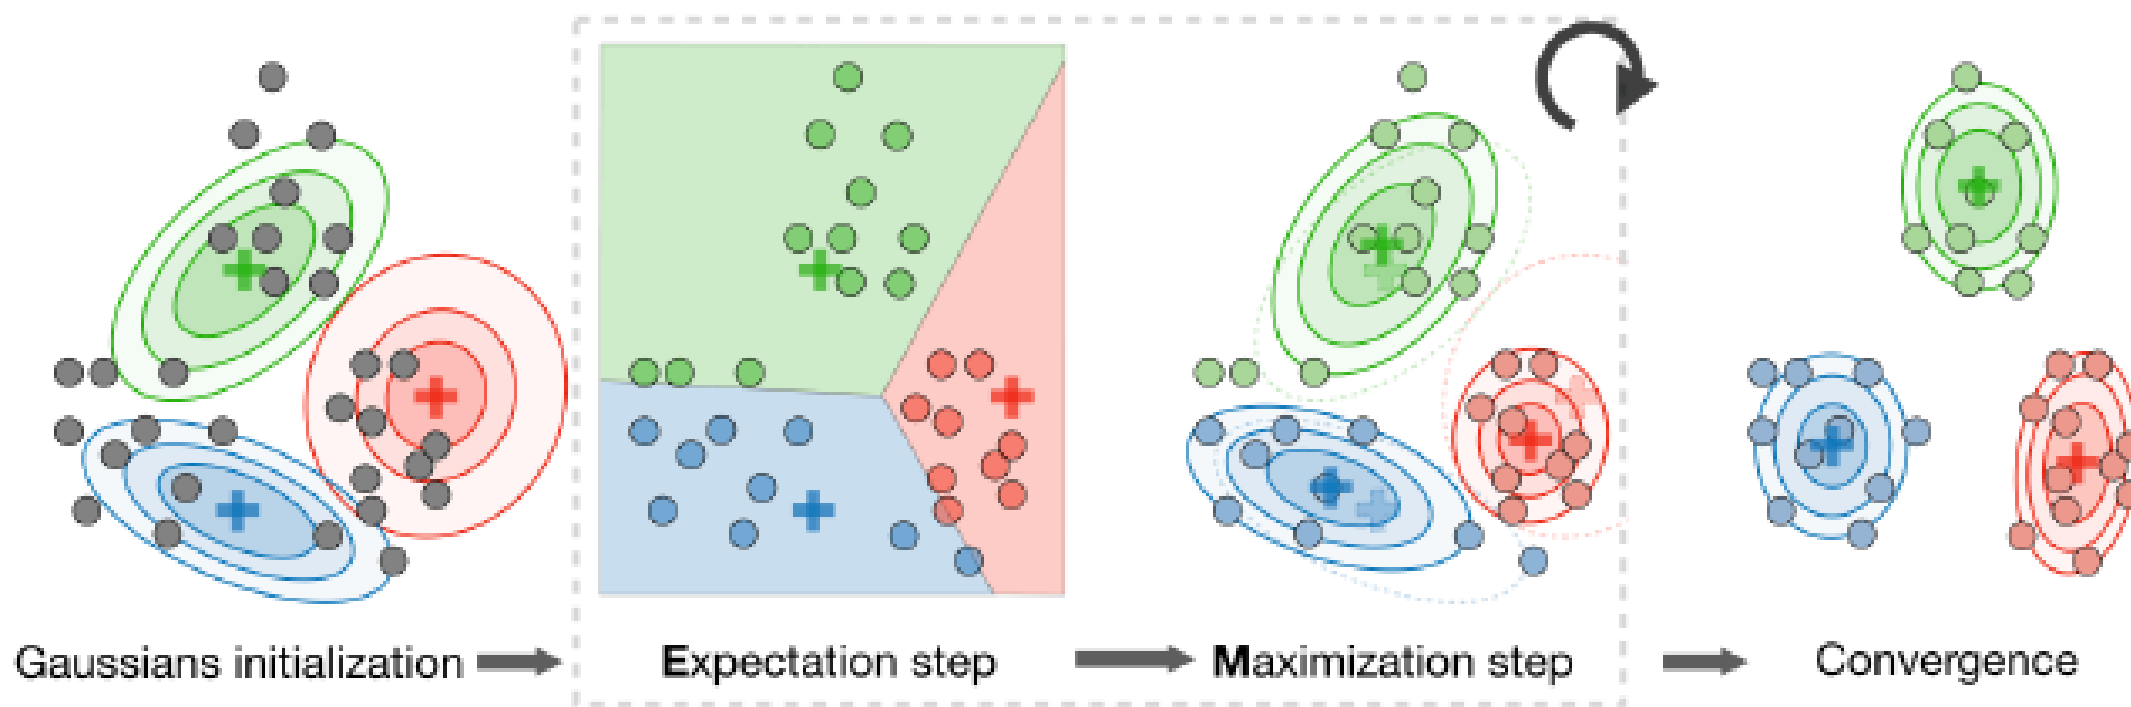 Gaussians initialization
Expectation step
Maximization step
Convergence